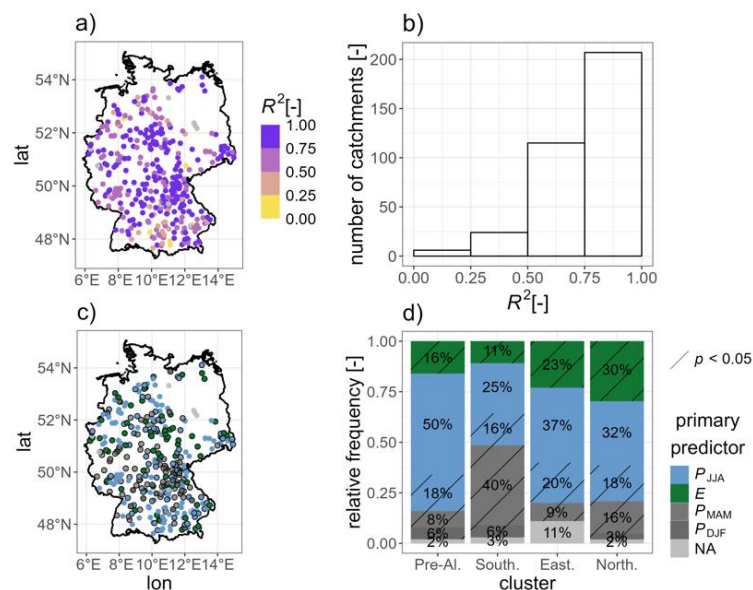 a)
54°N
52°N
50°N
48°N
lat
6°E 8°E 10°E 12°E 14°E
R²[-]
1.00
0.75
0.50
0.25
0.00
b)
number of catchments [-]
200
150
100
50
0
0.00 0.25 0.50 0.75 1.00
R²[-]
c)
54°N
52°N
50°N
48°N
lat
6°E 8°E 10°E 12°E 14°E
lon
d)
relative frequency [-]
1.00
0.75
0.50
0.25
0.00
16% 11% 23% 30%
50% 25% 37% 32%
18% 16% 20% 18%
8% 40% 9% 16%
6% 6% 11% 3%
2% 3% 2%
Pre-Al. South. East. North.
cluster
p < 0.05
primary
predictor
P_JJA
E
P_MAM
P_DJF
NA